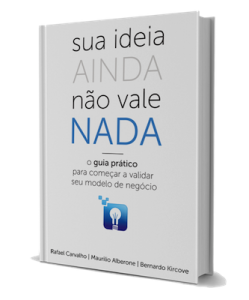 sua ideia
AINDA
não vale
NADA
o guia prático
para começar a validar
seu modelo de negócio
Rafael Carvalho | Maurilio Alberone | Bernardo Kircove